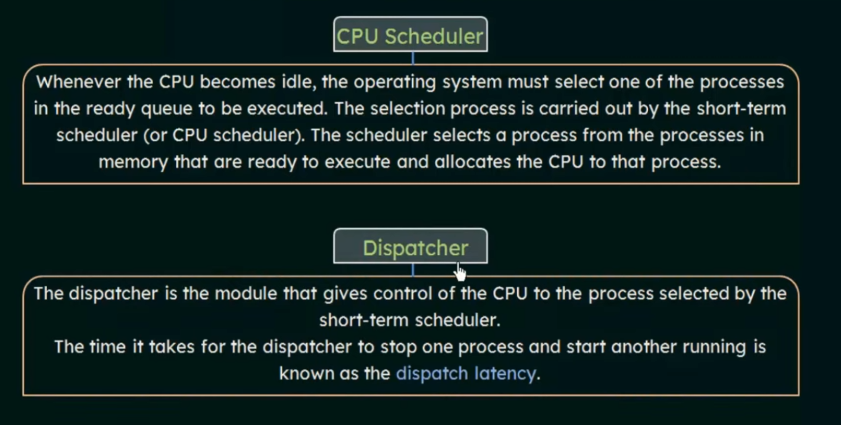 CPU Scheduler
Whenever the CPU becomes idle, the operating system must select one of the processes
in the ready queue to be executed. The selection process is carried out by the short-term
scheduler (or CPU scheduler). The scheduler selects a process from the processes in
memory that are ready to execute and allocates the CPU to that process.
Dispatcher
The dispatcher is the module that gives control of the CPU to the process selected by the
short-term scheduler.
The time it takes for the dispatcher to stop one process and start another running is
known as the dispatch latency.